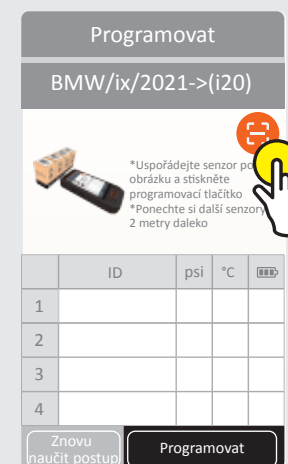 Programovat
BMW/ix/2021->(i20)
*Uspořádejte senzor po
obrázku a stiskněte
programovací tlačítko
*Ponechte si další senzory
2 metry daleko
ID psi °C
1
2
3
4
Znovu
naučit postup
Programovat